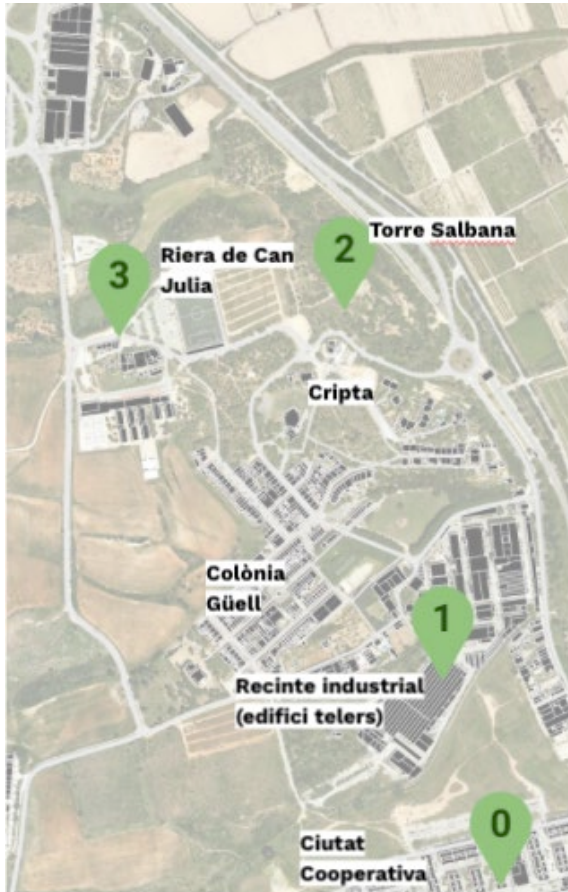 Torre Salbana
2
3
Riera de Can
Julia
Cripta
Colònia
Güell
1
Recinte industrial
(edifici telers)
0
Ciutat
Cooperativa